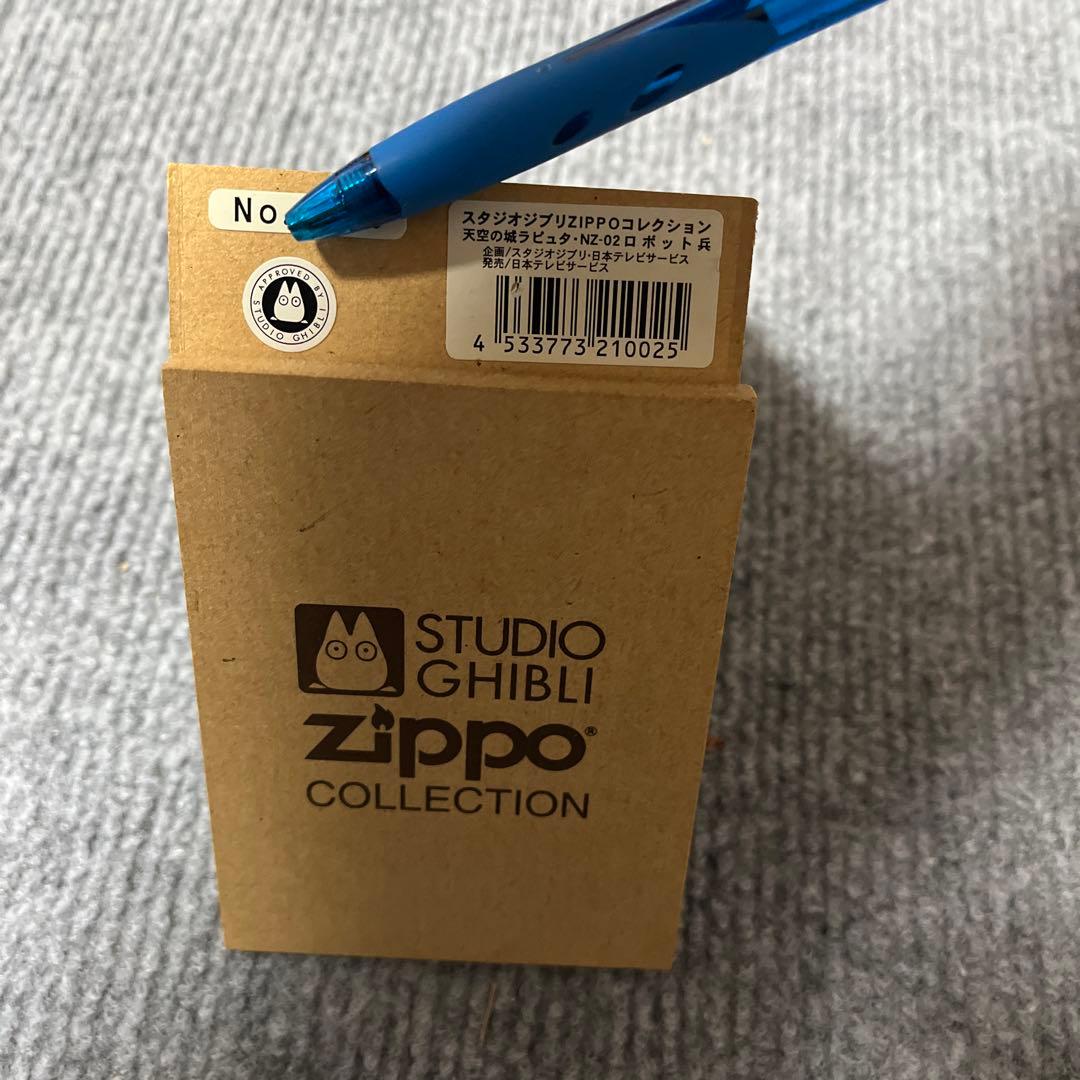 No
スタジオジブリZIPPOコレクション
天空の城ラピュタ・NZ-02ロボット兵
企画/スタジオジブリ・日本テレビサービス
発売/日本テレビサービス
4 533773 210025
APPROVED BY STUDIO GHIBLI
STUDIO
GHIBLI
zippo®
COLLECTION